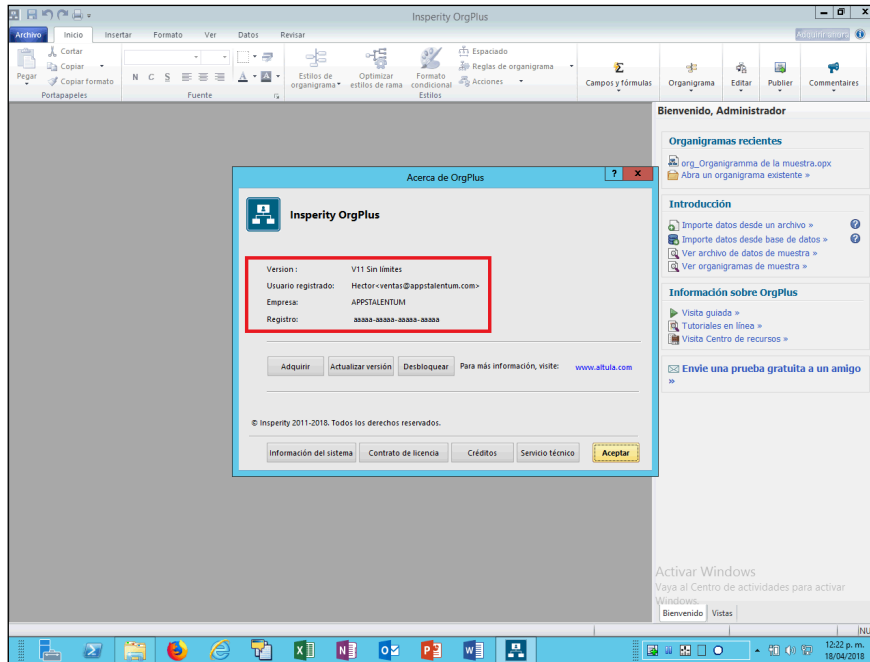 Insperity OrgPlus
Archivo Inicio Insertar Formato Ver Datos Revisar
Cortar
Copiar
Copiar formato
Pegar
Portapapeles
N C S
Fuente
Estilos de organigrama
Optimizar estilos de rama
Formato condicional
Espaciado
Reglas de organigrama
Acciones
Estilos
Campos y fórmulas
Organigrama
Editar
Publier
Commentaires
Bienvenido, Administrador
Organigramas recientes
org_Organigramma de la muestra.opx
Abra un organigrama existente »
Introducción
Importe datos desde un archivo »
Importe datos desde base de datos »
Ver archivo de datos de muestra »
Ver organigramas de muestra »
Información sobre OrgPlus
Visita guiada »
Tutoriales en línea »
Visita Centro de recursos »
Envíe una prueba gratuita a un amigo
»
Acerca de OrgPlus
Insperity OrgPlus
Version : V11 Sin límites
Usuario registrado: Hector<ventas@appstalentum.com>
Empresa: APPSTALENTUM
Registro: aaaaa-aaaaa-aaaaa-aaaaa
Adquirir Actualizar versión Desbloquear Para más información, visite: www.altula.com
© Insperity 2011-2018. Todos los derechos reservados.
Información del sistema Contrato de licencia Créditos Servicio técnico Aceptar
Activar Windows
Vaya al Centro de actividades para activar
Windows.
Bienvenido Vistas
NU
12:22 p. m.
18/04/2018